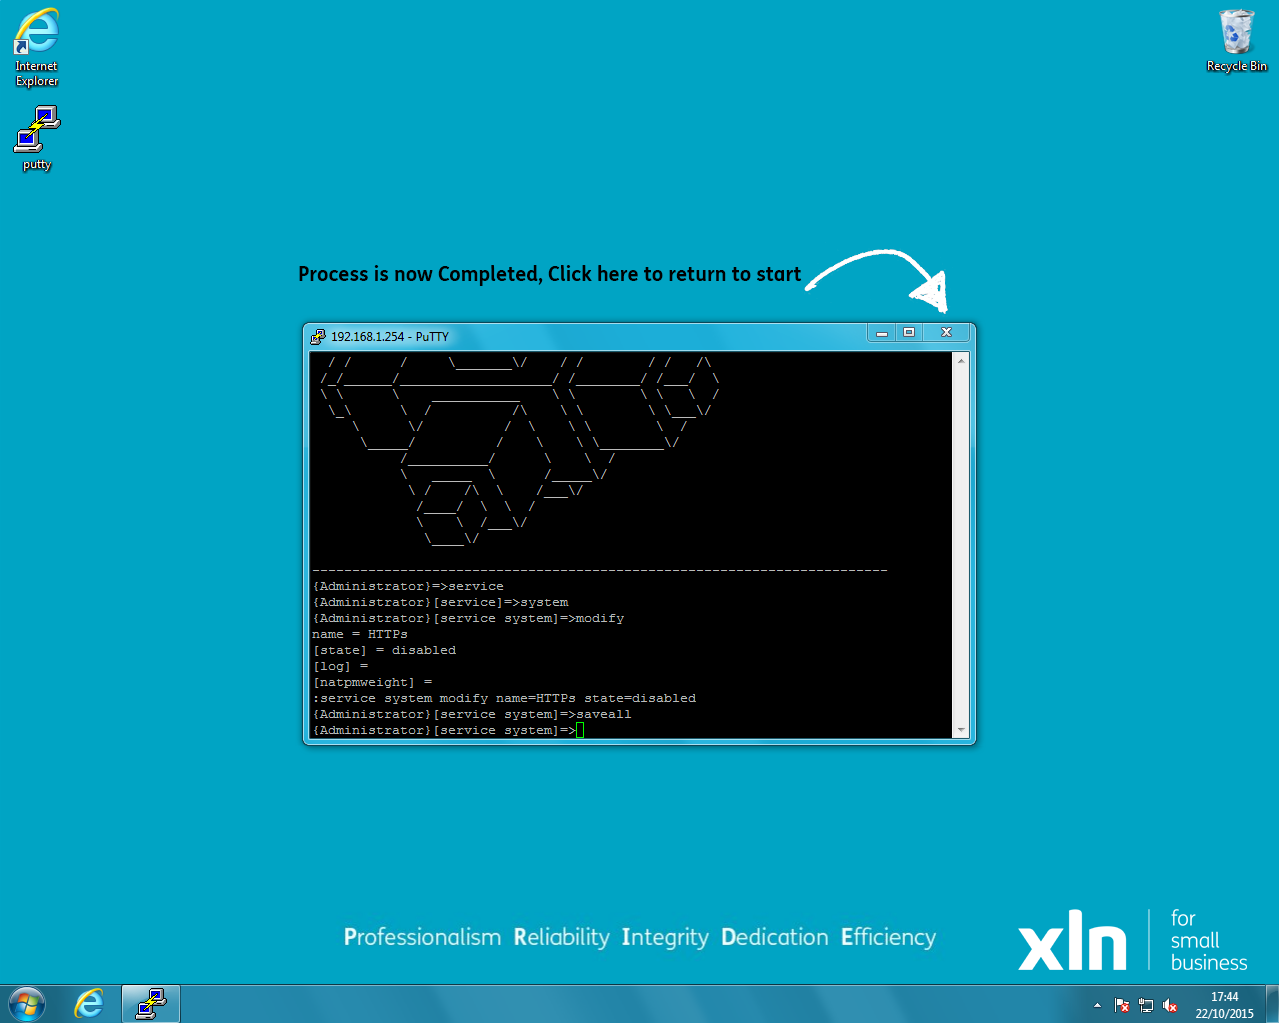 Internet
Explorer
putty
Recycle Bin
Process is now Completed, Click here to return to start
192.168.1.254 - PuTTY
{Administrator}=>service
{Administrator}[service]=>system
{Administrator}[service system]=>modify
name = HTTPs
[state] = disabled
[log] =
[natpmweight] =
:service system modify name=HTTPs state=disabled
{Administrator}[service system]=>saveall
{Administrator}[service system]=>
Professionalism Reliability Integrity Dedication Efficiency
xln
for
small
business
17:44
22/10/2015